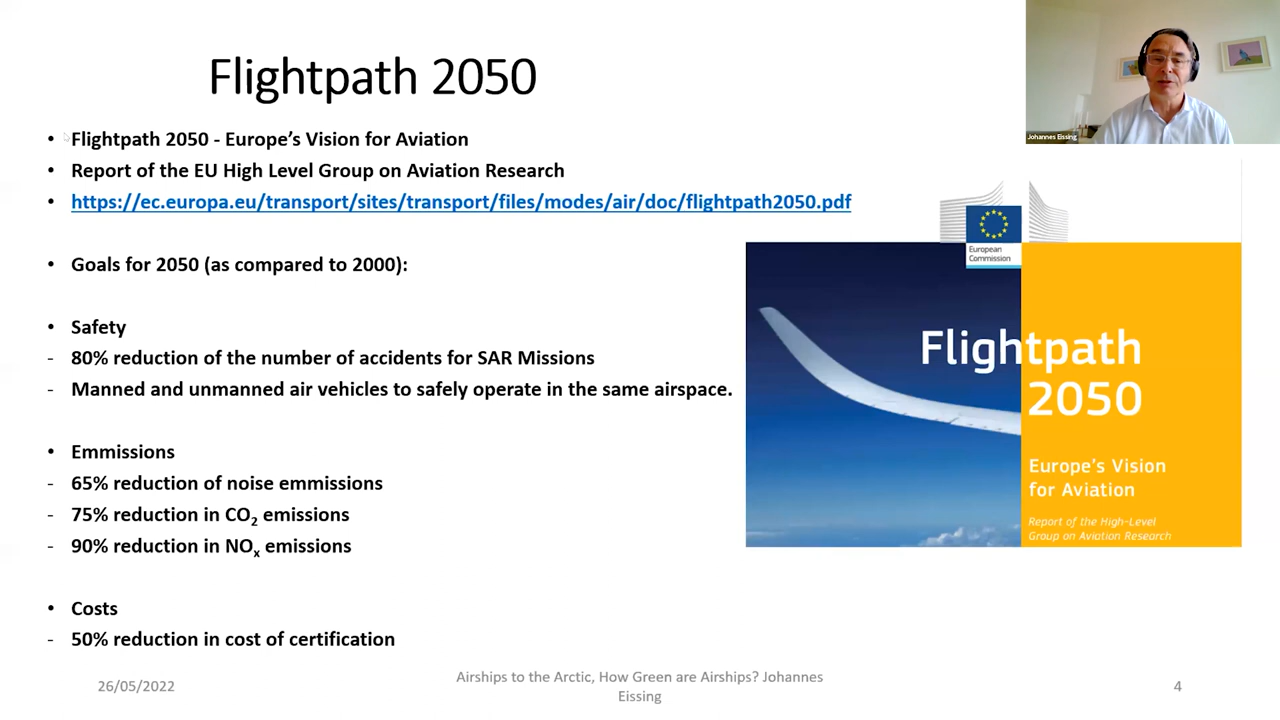 Flightpath 2050
• Flightpath 2050 - Europe’s Vision for Aviation
• Report of the EU High Level Group on Aviation Research
• https://ec.europa.eu/transport/sites/transport/files/modes/air/doc/flightpath2050.pdf
• Goals for 2050 (as compared to 2000):
• Safety
- 80% reduction of the number of accidents for SAR Missions
- Manned and unmanned air vehicles to safely operate in the same airspace.
• Emmissions
- 65% reduction of noise emmissions
- 75% reduction in CO₂ emissions
- 90% reduction in NOₓ emissions
• Costs
- 50% reduction in cost of certification
Johannes Eissing
European
Commission
Flightpath
2050
Europe's Vision
for Aviation
Report of the High-Level
Group on Aviation Research
26/05/2022
Airships to the Arctic, How Green are Airships? Johannes
Eissing
4